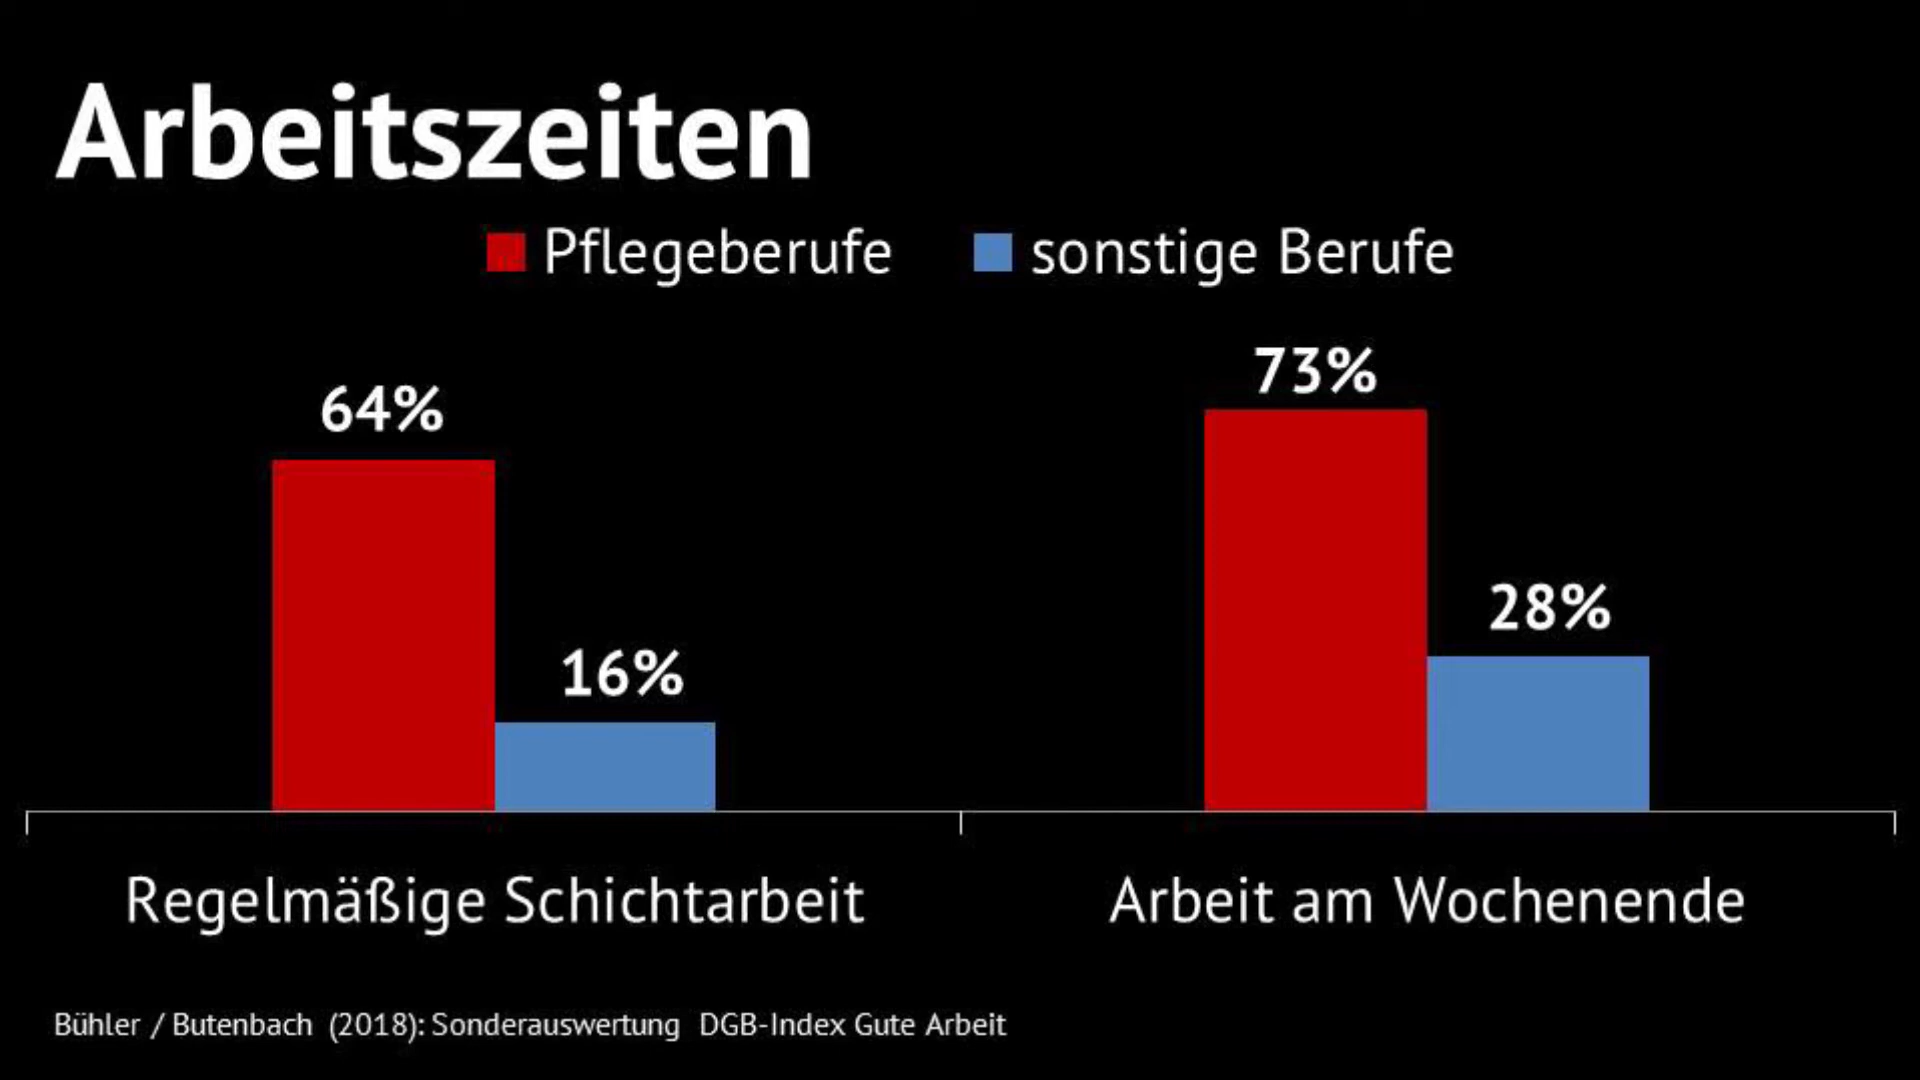 Arbeitszeiten
Pflegeberufe sonstige Berufe
64% 73%
16% 28%
Regelmäßige Schichtarbeit Arbeit am Wochenende
Bühler / Butenbach (2018): Sonderauswertung DGB-Index Gute Arbeit